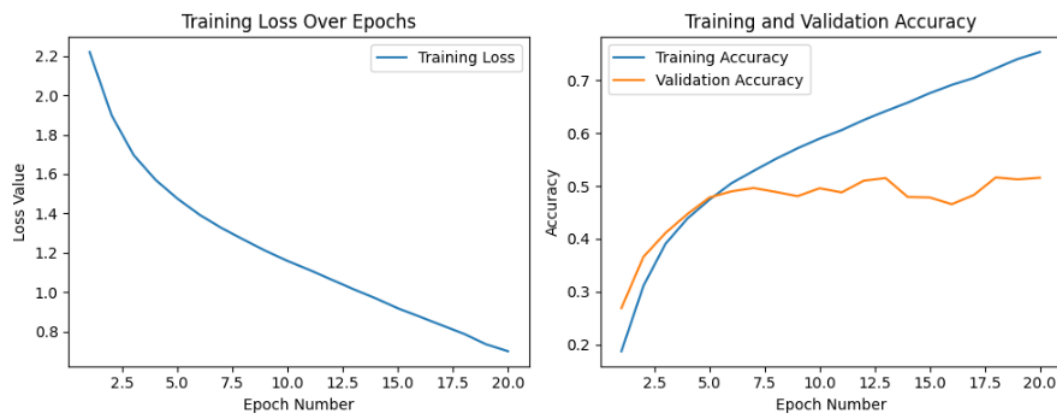 Training Loss Over Epochs
Training Loss
Loss Value
2.2
2.0
1.8
1.6
1.4
1.2
1.0
0.8
2.5 5.0 7.5 10.0 12.5 15.0 17.5 20.0
Epoch Number
Training and Validation Accuracy
Training Accuracy
Validation Accuracy
Accuracy
0.7
0.6
0.5
0.4
0.3
0.2
2.5 5.0 7.5 10.0 12.5 15.0 17.5 20.0
Epoch Number